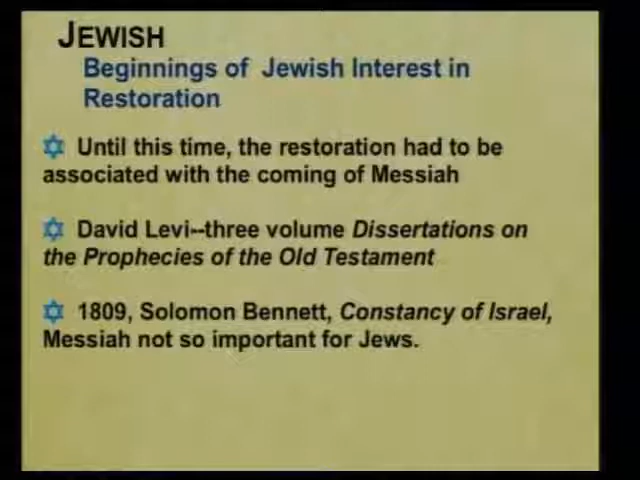 JEWISH
Beginnings of Jewish Interest in
Restoration
Until this time, the restoration had to be
associated with the coming of Messiah
David Levi--three volume Dissertations on
the Prophecies of the Old Testament
1809, Solomon Bennett, Constancy of Israel,
Messiah not so important for Jews.